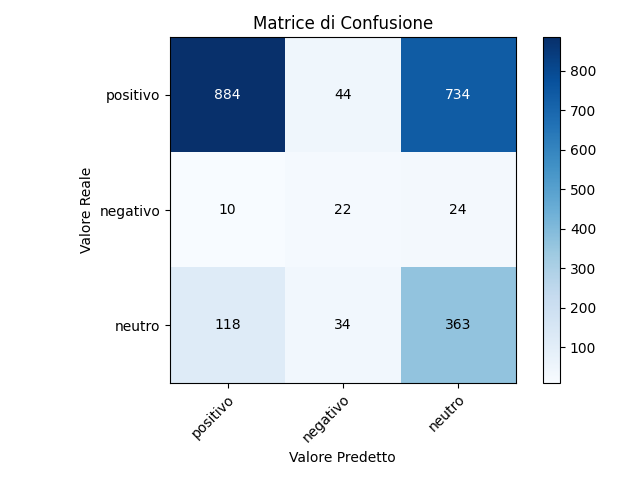 Matrice di Confusione
positivo 884 44 734
negativo 10 22 24
neutro 118 34 363
Valore Reale
positivo negativo neutro
Valore Predetto
800
700
600
500
400
300
200
100